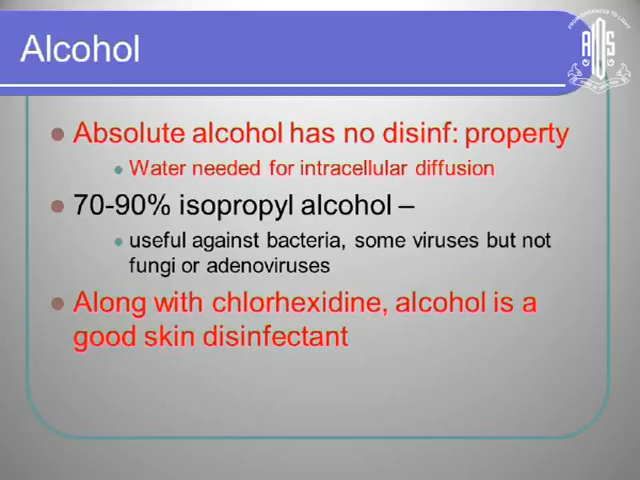 Alcohol
Absolute alcohol has no disinf: property
Water needed for intracellular diffusion
70-90% isopropyl alcohol –
useful against bacteria, some viruses but not
fungi or adenoviruses
Along with chlorhexidine, alcohol is a
good skin disinfectant